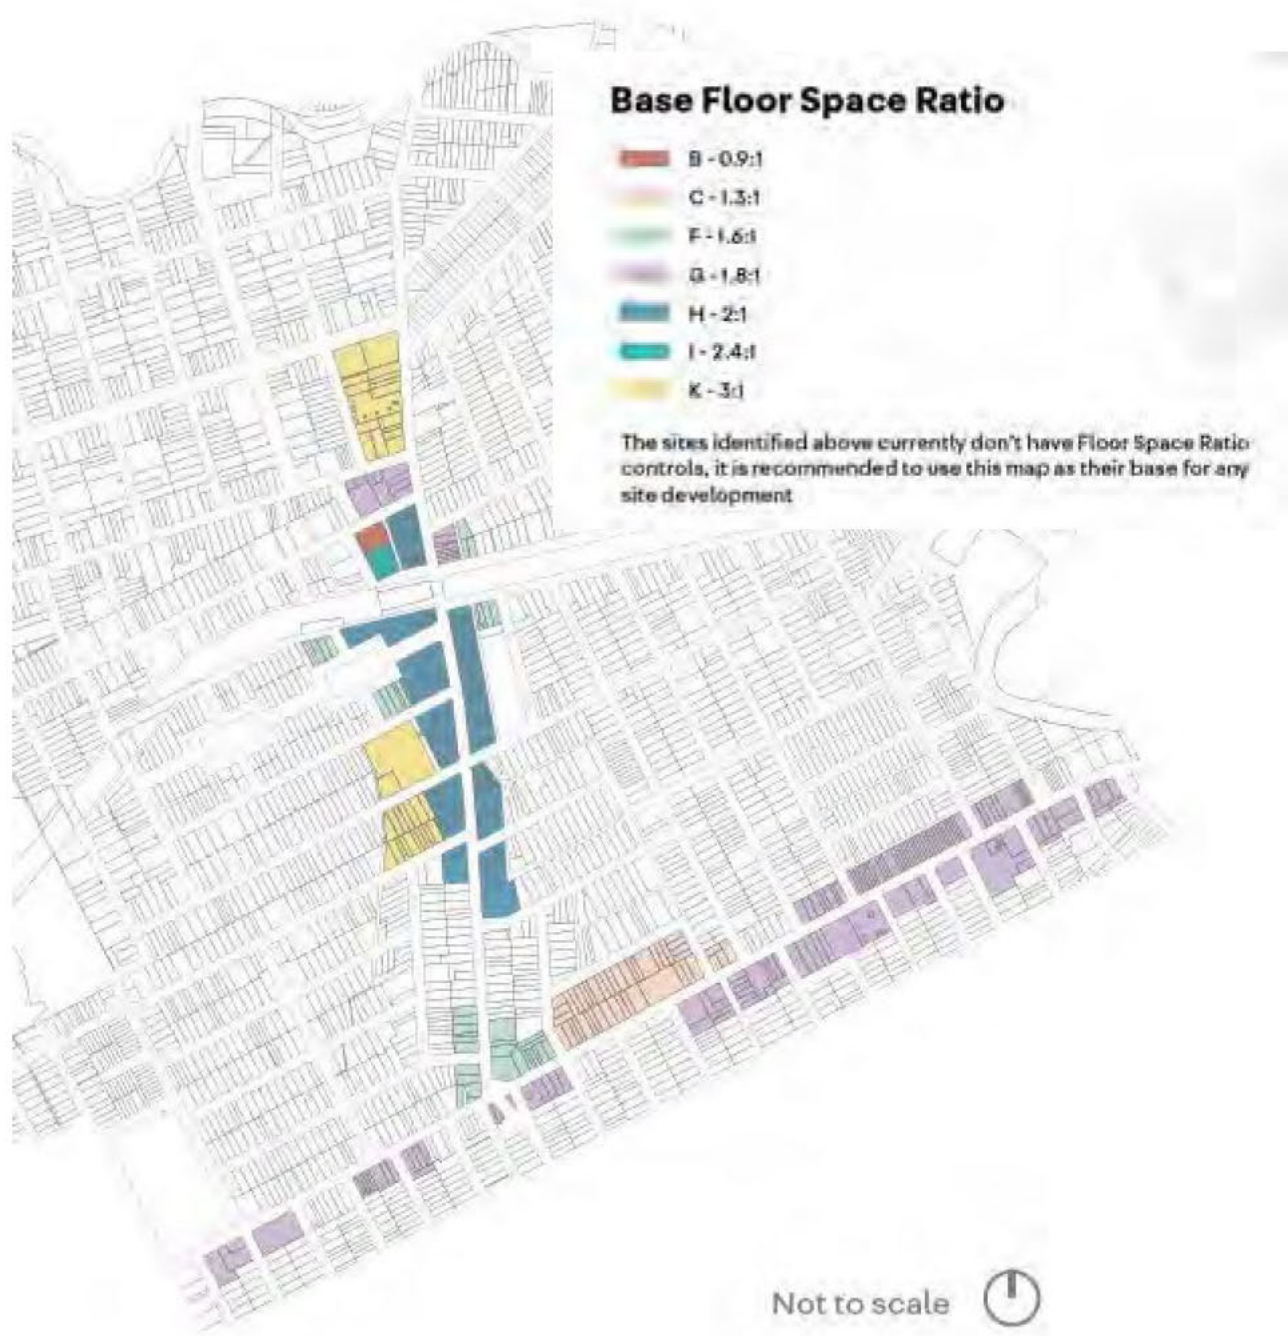 Base Floor Space Ratio
B - 0.9:1
C - 1.3:1
F - 1.6:1
G - 1.8:1
H - 2:1
I - 2.4:1
K - 3:1
The sites identified above currently don't have Floor Space Ratio
controls, it is recommended to use this map as their base for any
site development
Not to scale